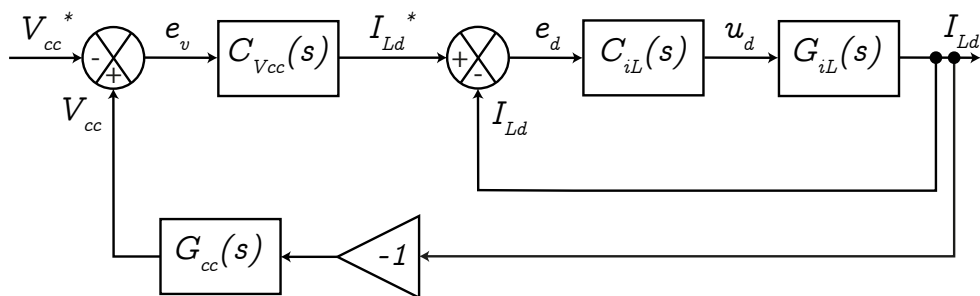 V_cc* e_v C_Vcc(s) I_Ld* e_d C_iL(s) u_d G_iL(s) I_Ld
- + + -
V_cc I_Ld
G_cc(s) -1